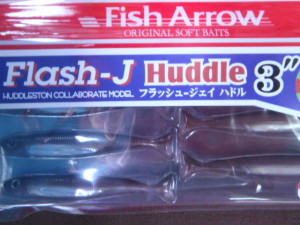 Fish Arrow
ORIGINAL SOFT BAITS
Flash-J Huddle 3"
HUDDLESTON COLLABORATE MODEL フラッシュ-ジェイ ハドル